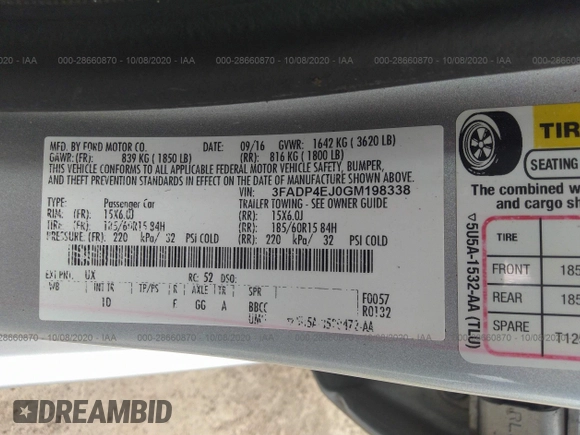 000-28660870 - 10/08/2020 - IAA
MFD. BY FORD MOTOR CO.
DATE: 09/16 GVWR: 1642 KG ( 3620 LB)
GAWR:(FR): 839 KG ( 1850 LB) (RR): 816 KG ( 1800 LB)
THIS VEHICLE CONFORMS TO ALL APPLICABLE FEDERAL MOTOR VEHICLE SAFETY, BUMPER,
AND THEFT PREVENTION STANDARDS IN EFFECT ON THE DATE OF MANUFACTURE SHOWN ABOVE.
VIN: 3FADP4EJ0GM198338
TYPE: Passenger Car TRAILER TOWING - SEE OWNER GUIDE
RIM: (FR): 15X6.0J (RR): 15X6.0J
TIRE (FR): 185/60R15 84H (RR): 185/60R15 84H
PRESSURE (FR): 220 kPa/ 32 PSI COLD (RR): 220 kPa/ 32 PSI COLD
EXT PNT: UX RC: 52 DSO:
WB INT TR TP/PS R AXLE TR SPR
10 F GG A BBCC
F0057
R0132
TIR
SEATING
The combined w
and cargo sh
TIRE
FRONT 185
REAR 185
SPARE T12
▽5U5A-1532-AA (TLU)
DREAMBID